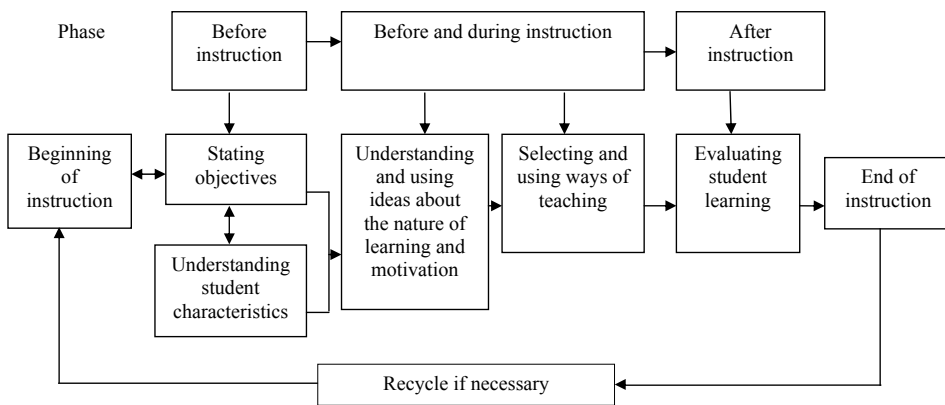 Phase
Before
instruction
Before and during instruction
After
instruction
Beginning
of
instruction
Stating
objectives
Understanding
student
characteristics
Understanding
and using
ideas about
the nature of
learning and
motivation
Selecting and
using ways of
teaching
Evaluating
student
learning
End of
instruction
Recycle if necessary